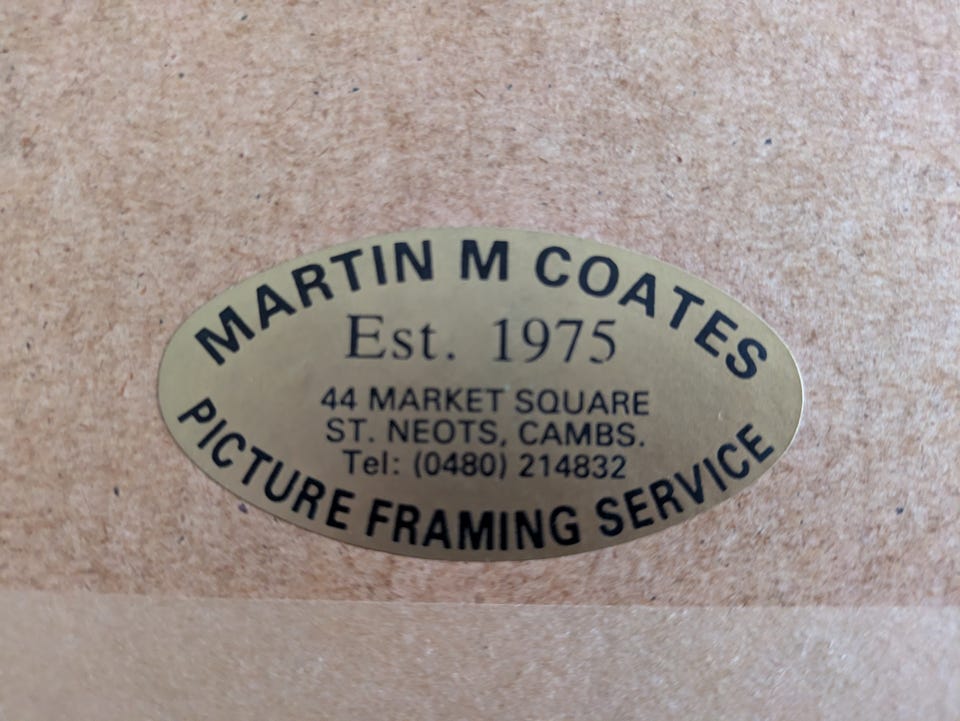 MARTIN M COATES
Est. 1975
44 MARKET SQUARE
ST. NEOTS, CAMBS.
Tel: (0480) 214832
PICTURE FRAMING SERVICE